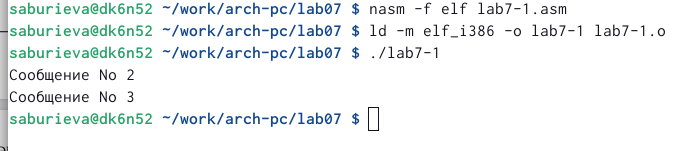 saburieva@dk6n52 ~/work/arch-pc/lab07 $ nasm -f elf lab7-1.asm
saburieva@dk6n52 ~/work/arch-pc/lab07 $ ld -m elf_i386 -o lab7-1 lab7-1.o
saburieva@dk6n52 ~/work/arch-pc/lab07 $ ./lab7-1
Сообщение No 2
Сообщение No 3
saburieva@dk6n52 ~/work/arch-pc/lab07 $